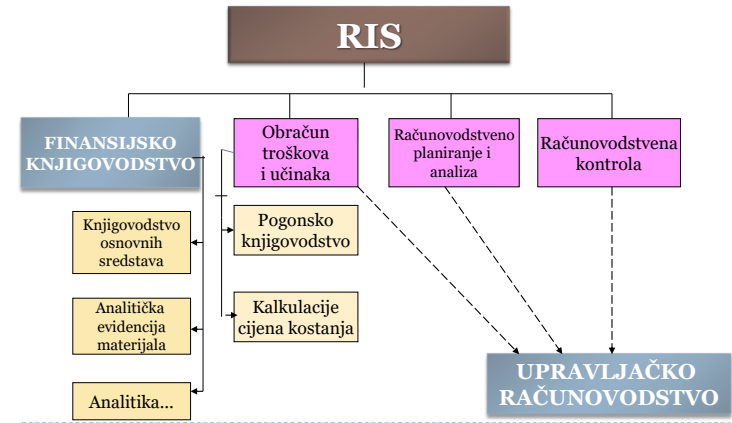 RIS
FINANSIJSKO
KNJIGOVODSTVO
Obračun
troškova
i učinaka
Računovodstveno
planiranje i
analiza
Računovodstvena
kontrola
Knjigovodstvo
osnovnih
sredstava
Pogonsko
knjigovodstvo
Analitička
evidencija
materijala
Kalkulacije
cijena kostanja
Analitika...
UPRAVLJAČKO
RAČUNOVODSTVO